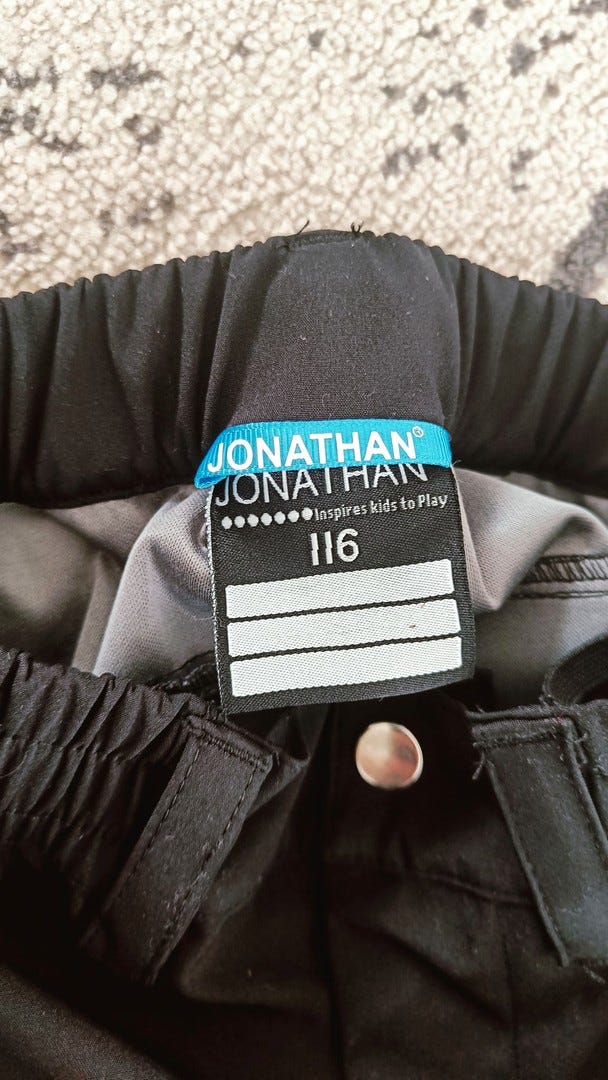 JONATHAN®
JONATHAN
Inspires kids to Play
116